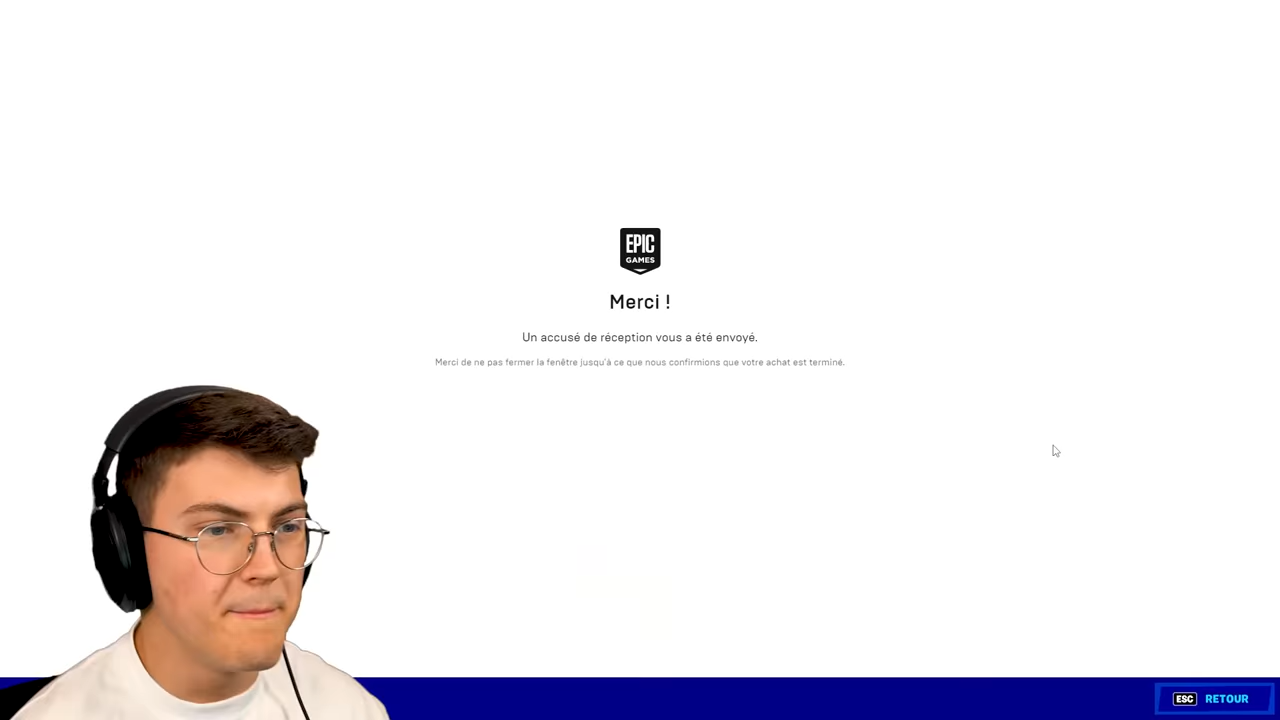 EPIC
GAMES
Merci !
Un accusé de réception vous a été envoyé.
Merci de ne pas fermer la fenêtre jusqu'à ce que nous confirmions que votre achat est terminé.
ESC RETOUR